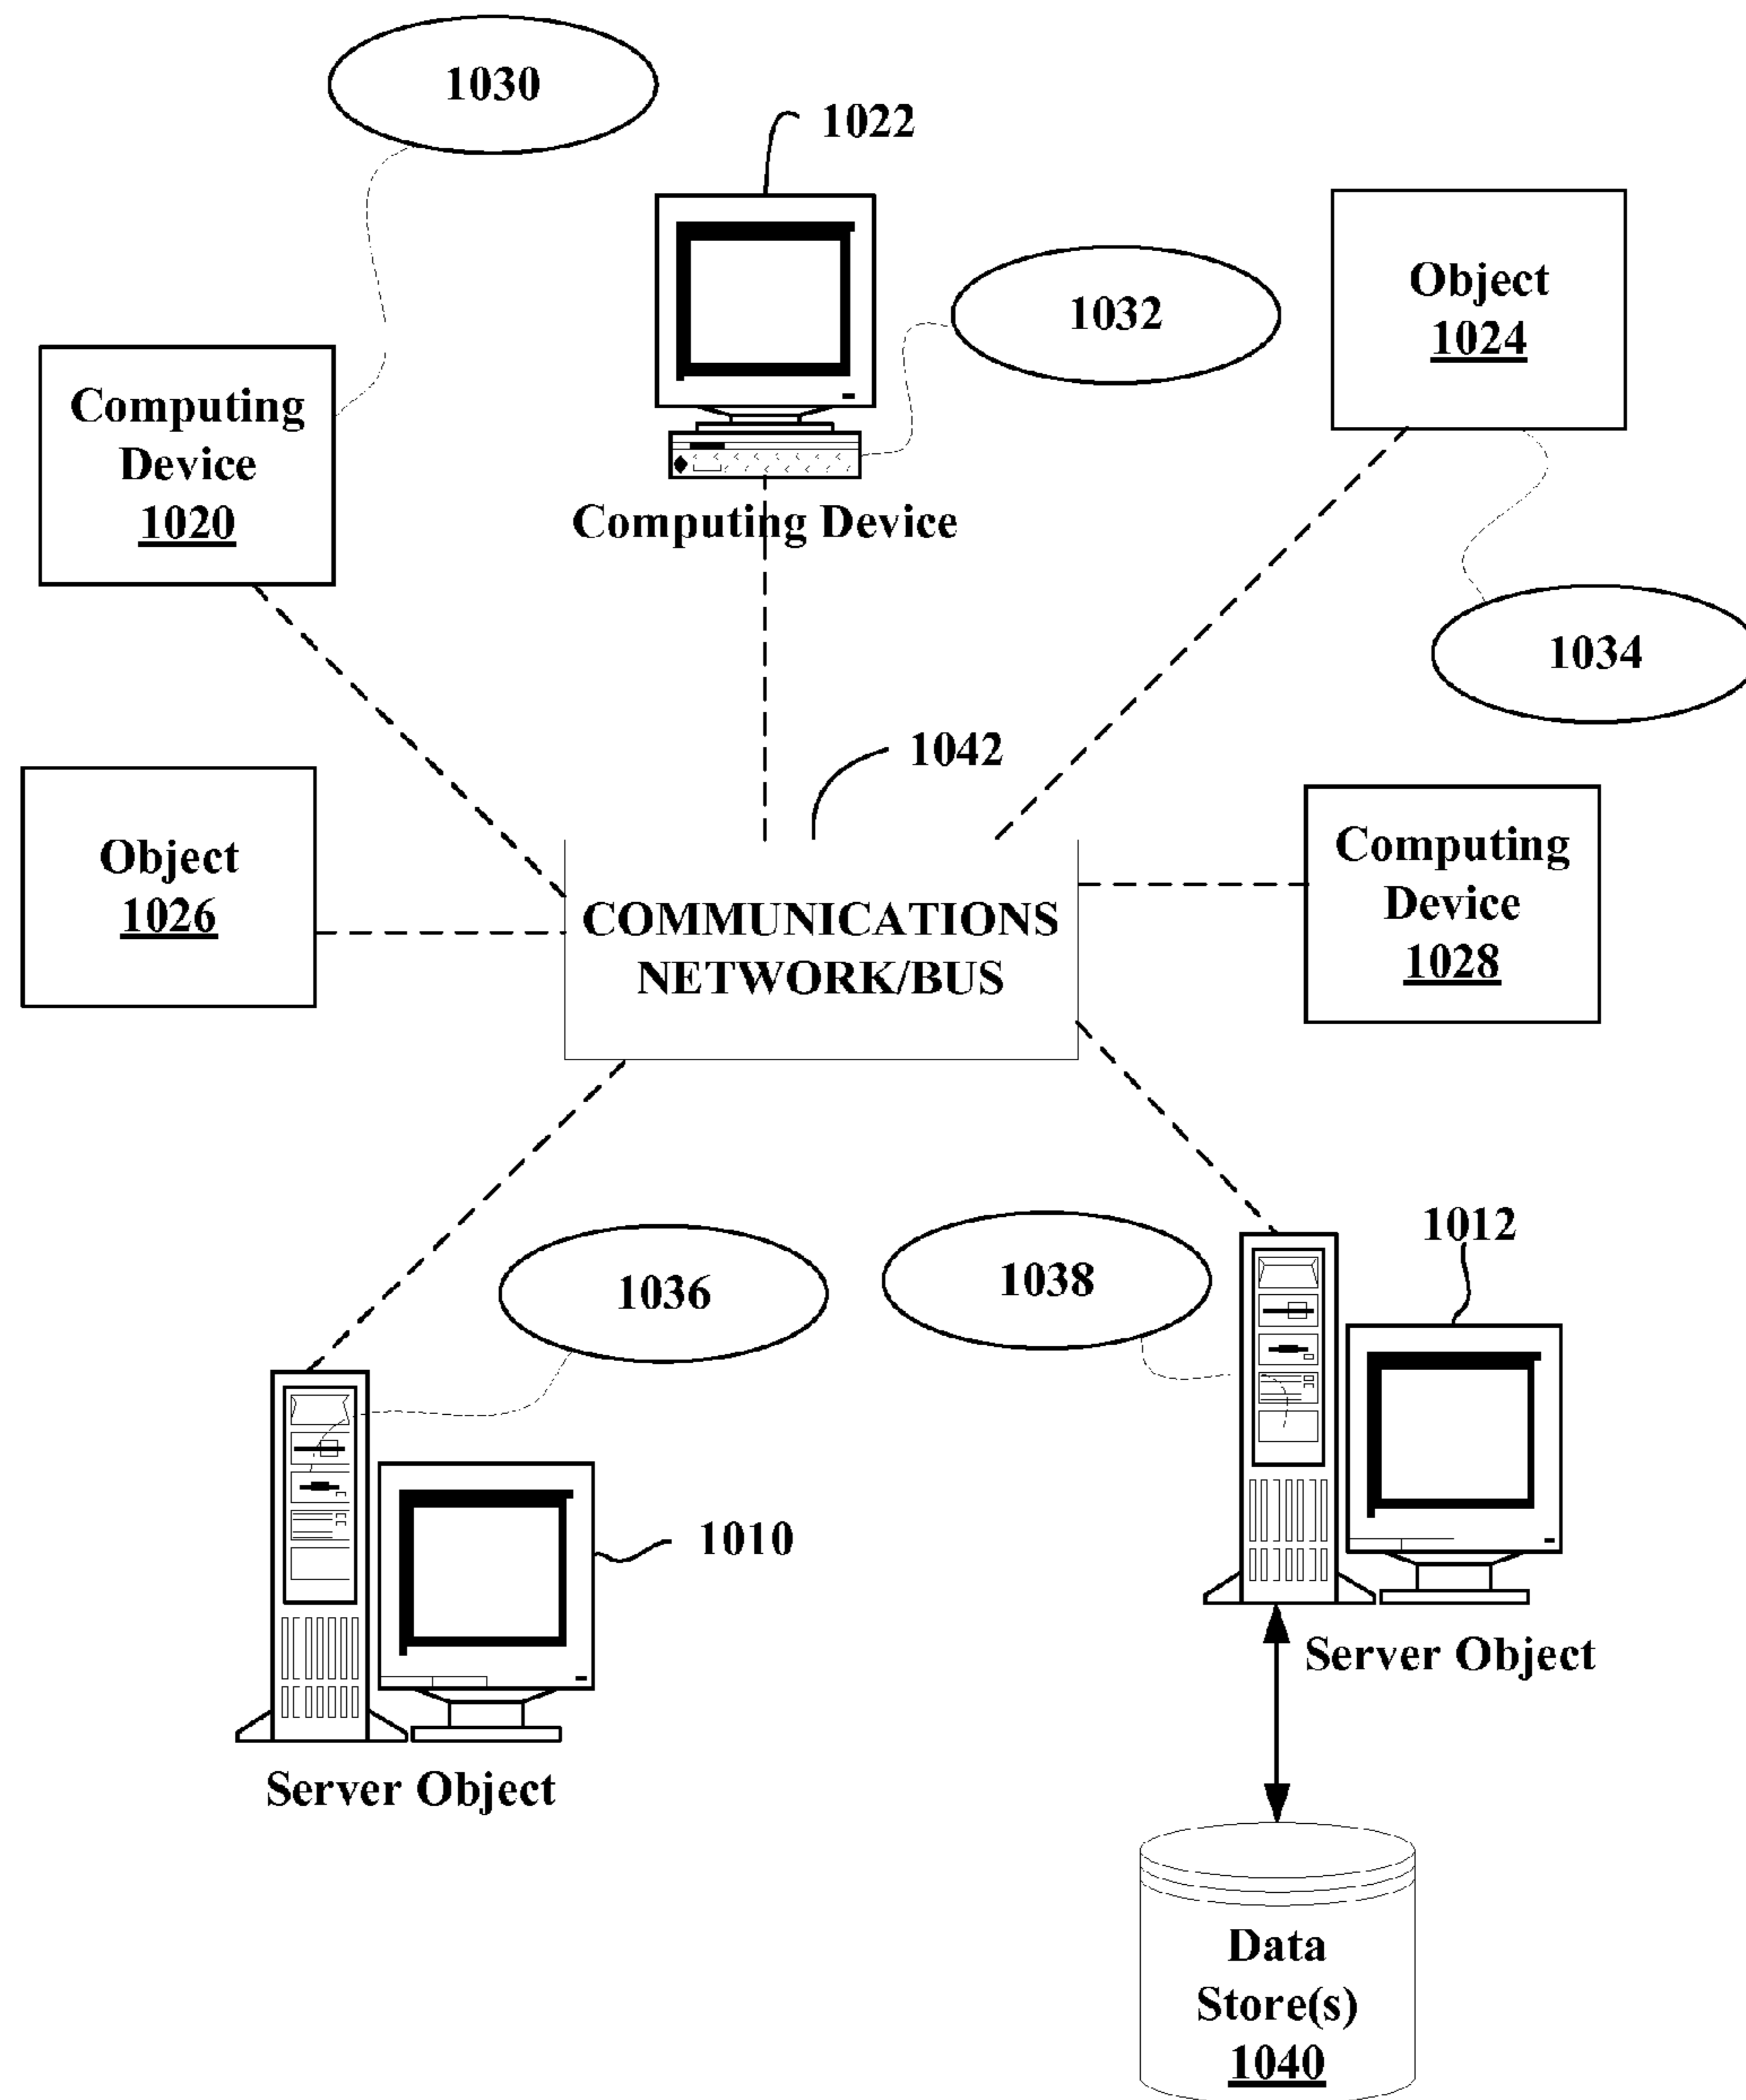 1030
1022
Object
1024
1032
Computing
Device
1020
Computing Device
1034
1042
Object
1026
COMMUNICATIONS
NETWORK/BUS
Computing
Device
1028
1036
1038
1012
1010
Server Object
Server Object
Data
Store(s)
1040